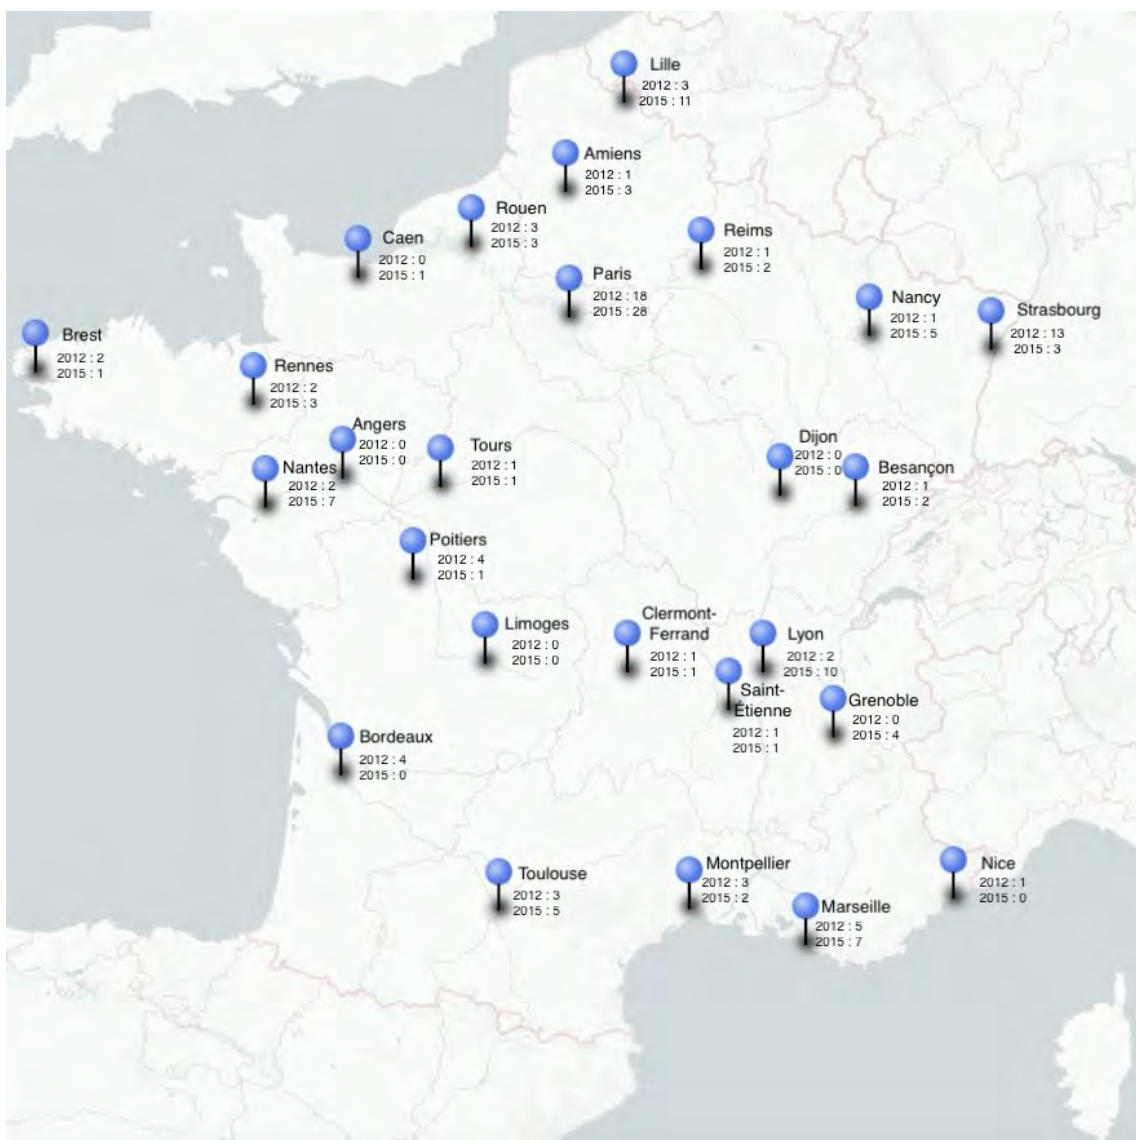 Lille
2012 : 3
2015 : 11
Amiens
2012 : 1
2015 : 3
Rouen
2012 : 3
2015 : 3
Caen
2012 : 0
2015 : 1
Reims
2012 : 1
2015 : 2
Paris
2012 : 18
2015 : 28
Nancy
2012 : 1
2015 : 5
Strasbourg
2012 : 13
2015 : 3
Brest
2012 : 2
2015 : 1
Rennes
2012 : 2
2015 : 3
Angers
2012 : 0
2015 : 0
Tours
2012 : 1
2015 : 1
Nantes
2012 : 2
2015 : 7
Dijon
2012 : 0
2015 : 0
Besançon
2012 : 1
2015 : 2
Poitiers
2012 : 4
2015 : 1
Limoges
2012 : 0
2015 : 0
Clermont-
Ferrand
2012 : 1
2015 : 1
Lyon
2012 : 2
2015 : 10
Saint-
Étienne
2012 : 1
2015 : 1
Grenoble
2012 : 0
2015 : 4
Bordeaux
2012 : 4
2015 : 0
Toulouse
2012 : 3
2015 : 5
Montpellier
2012 : 3
2015 : 2
Marseille
2012 : 5
2015 : 7
Nice
2012 : 1
2015 : 0